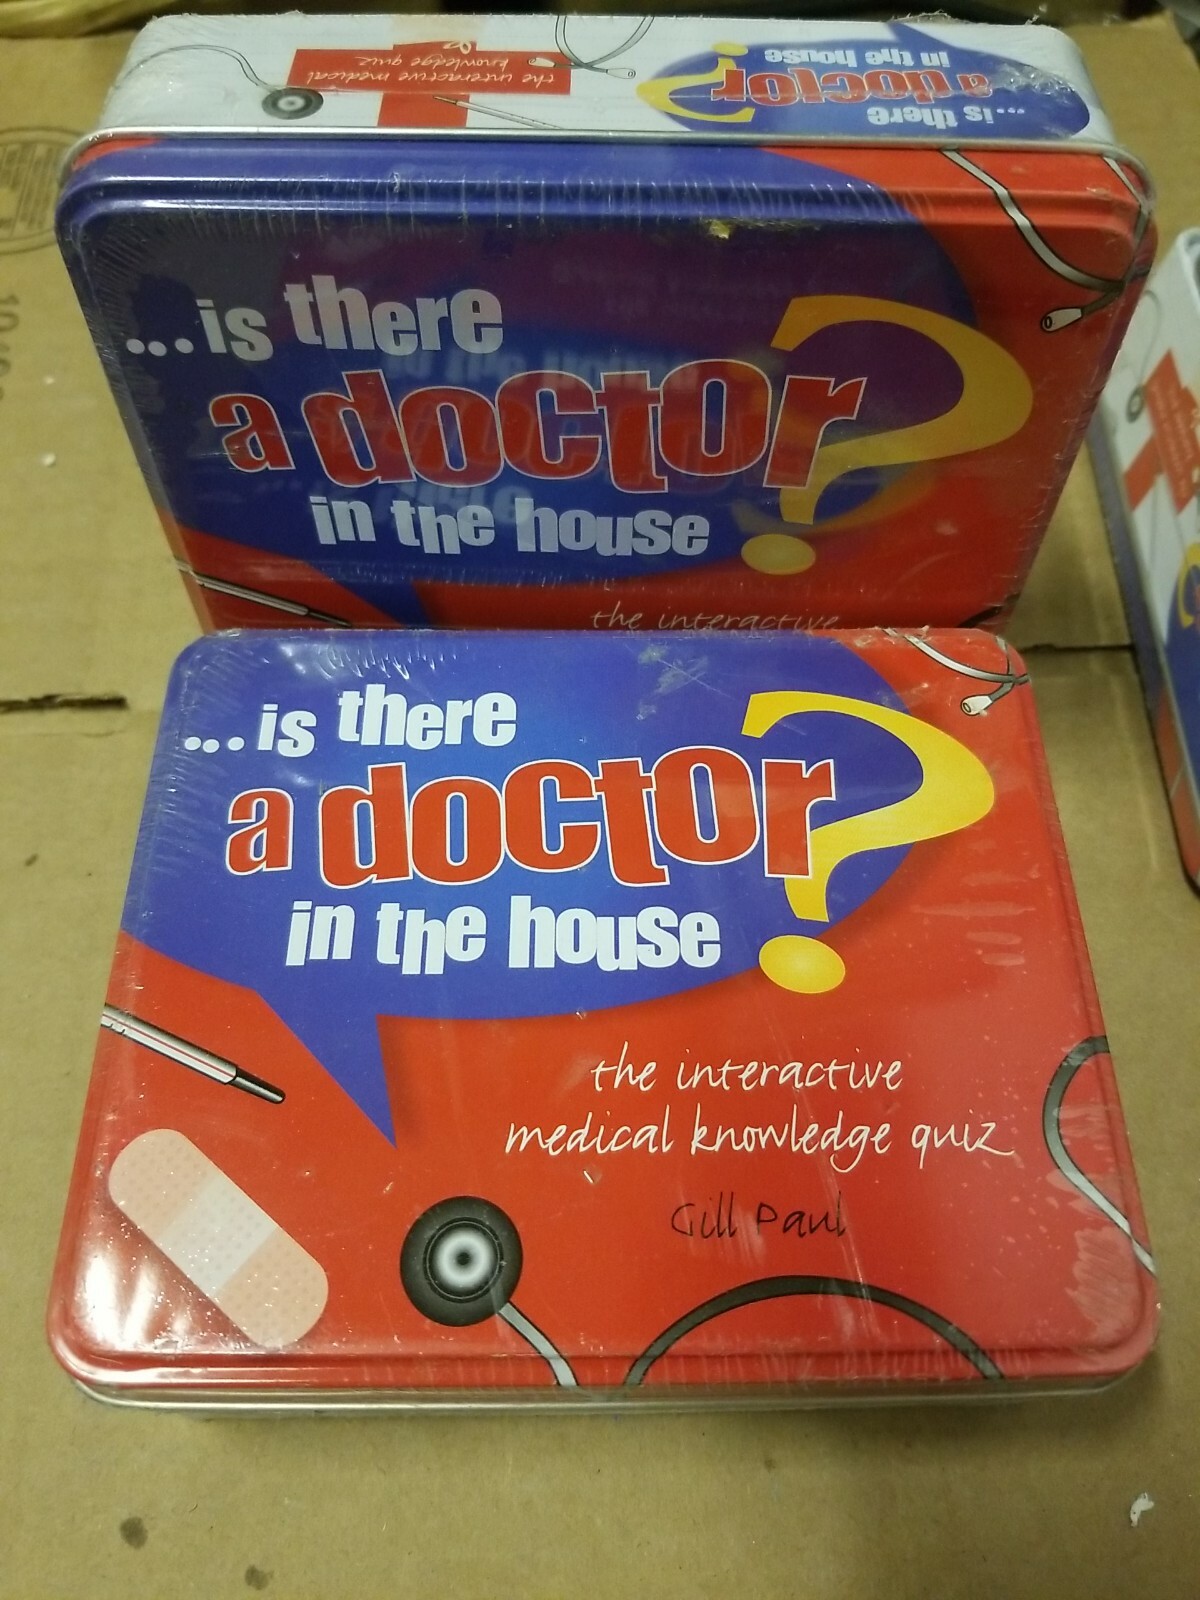 the interactive medical
knowledge quiz
...is there
a doctor?
in the house
...is there
a doctor?
in the house
the interactive
...is there
a doctor?
in the house
the interactive
medical knowledge quiz
Gill Paul